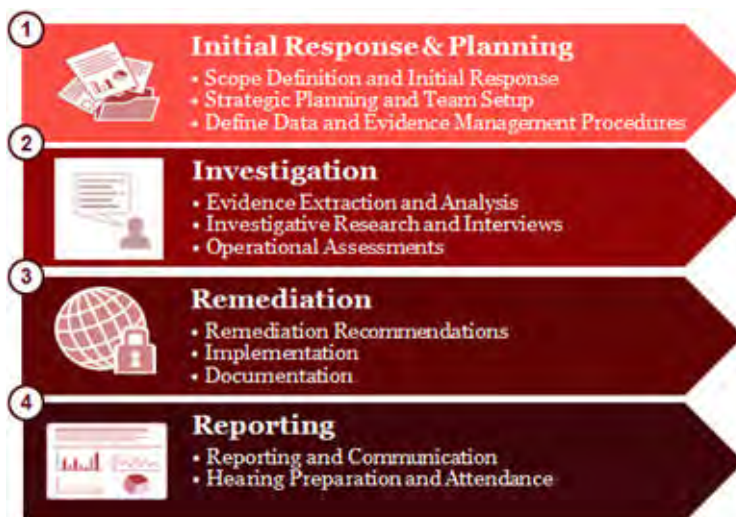 1
Initial Response & Planning
• Scope Definition and Initial Response
• Strategic Planning and Team Setup
• Define Data and Evidence Management Procedures
2
Investigation
• Evidence Extraction and Analysis
• Investigative Research and Interviews
• Operational Assessments
3
Remediation
• Remediation Recommendations
• Implementation
• Documentation
4
Reporting
• Reporting and Communication
• Hearing Preparation and Attendance